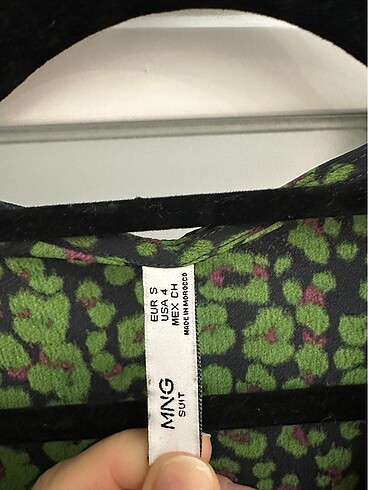 EUR S
USA 4
MEX CH
MADE IN MOROCCO
MNG
SUIT